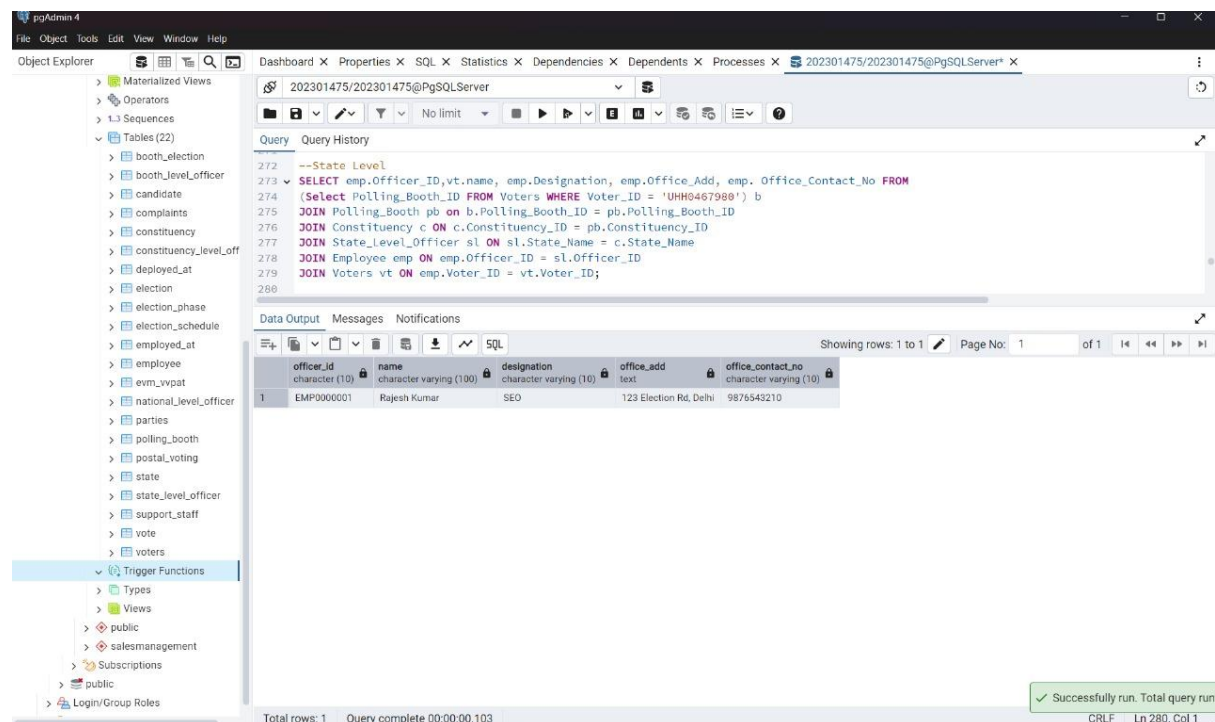 pgAdmin 4
File Object Tools Edit View Window Help
Object Explorer
Dashboard X Properties X SQL X Statistics X Dependencies X Dependents X Processes X 202301475/202301475@PgSQLServer* X
Materialized Views
Operators
1..3 Sequences
Tables (22)
booth_election
booth_level_officer
candidate
complaints
constituency
constituency_level_off
deployed_at
election
election_phase
election_schedule
employed_at
employee
evm_vvpat
national_level_officer
parties
polling_booth
postal_voting
state
state_level_officer
support_staff
vote
voters
Trigger Functions
Types
Views
public
salesmanagement
Subscriptions
public
Login/Group Roles
202301475/202301475@PgSQLServer
No limit
Query Query History
272 --State Level
273 SELECT emp.Officer_ID,vt.name, emp.Designation, emp.Office_Add, emp. Office_Contact_No FROM
274 (Select Polling_Booth_ID FROM Voters WHERE Voter_ID = 'UHH0467980') b
275 JOIN Polling_Booth pb on b.Polling_Booth_ID = pb.Polling_Booth_ID
276 JOIN Constituency c ON c.Constituency_ID = pb.Constituency_ID
277 JOIN State_Level_Officer sl ON sl.State_Name = c.State_Name
278 JOIN Employee emp ON emp.Officer_ID = sl.Officer_ID
279 JOIN Voters vt ON emp.Voter_ID = vt.Voter_ID;
280
Data Output Messages Notifications
SQL
Showing rows: 1 to 1 Page No: 1 of 1
officer_id name designation office_add office_contact_no
character (10) character varying (100) character varying (10) text character varying (10)
1 EMP0000001 Rajesh Kumar SEO 123 Election Rd, Delhi 9876543210
Successfully run. Total query run
Total rows: 1 Query complete 00:00:00.103 CRLF Ln 280, Col 1